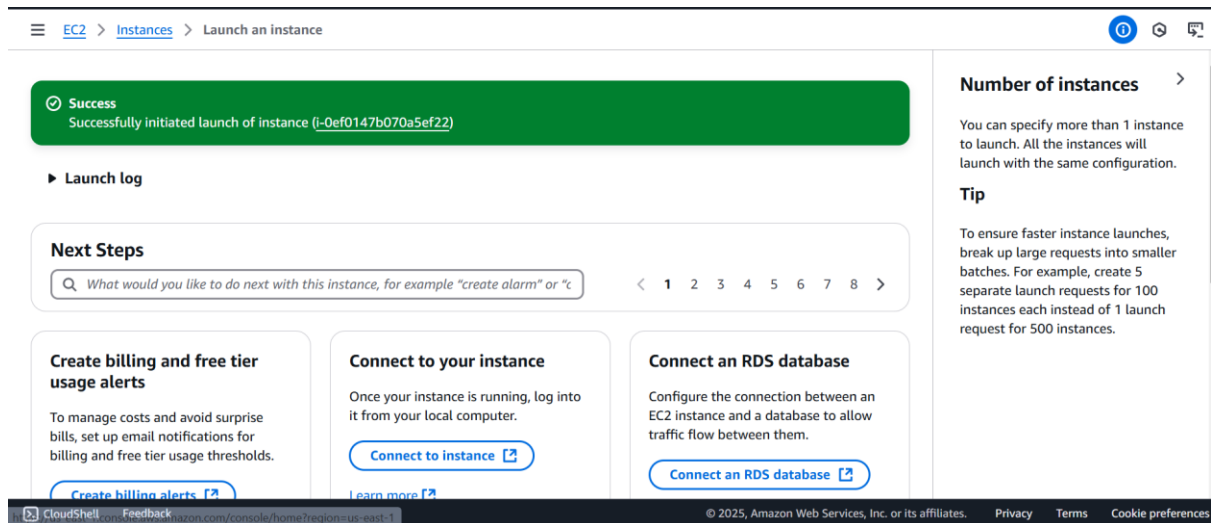 EC2 > Instances > Launch an instance
Success
Successfully initiated launch of instance (i-0ef0147b070a5ef22)
Launch log
Next Steps
What would you like to do next with this instance, for example "create alarm" or "c
1 2 3 4 5 6 7 8
Create billing and free tier
usage alerts
To manage costs and avoid surprise
bills, set up email notifications for
billing and free tier usage thresholds.
Create billing alerts
Connect to your instance
Once your instance is running, log into
it from your local computer.
Connect to instance
Learn more
Connect an RDS database
Configure the connection between an
EC2 instance and a database to allow
traffic flow between them.
Connect an RDS database
Number of instances
You can specify more than 1 instance
to launch. All the instances will
launch with the same configuration.
Tip
To ensure faster instance launches,
break up large requests into smaller
batches. For example, create 5
separate launch requests for 100
instances each instead of 1 launch
request for 500 instances.
CloudShell Feedback
© 2025, Amazon Web Services, Inc. or its affiliates. Privacy Terms Cookie preferences